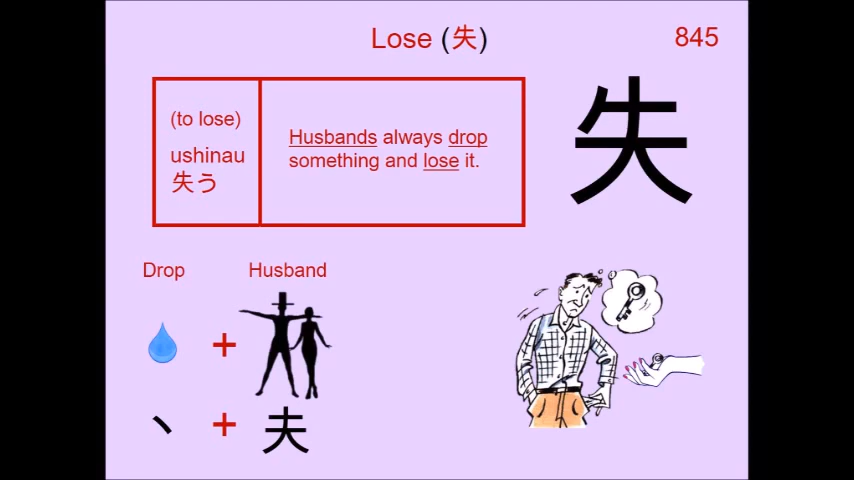 Lose (失)
845
(to lose)
ushinau
失う
Husbands always drop
something and lose it.
失
Drop
Husband
+
丶 + 夫